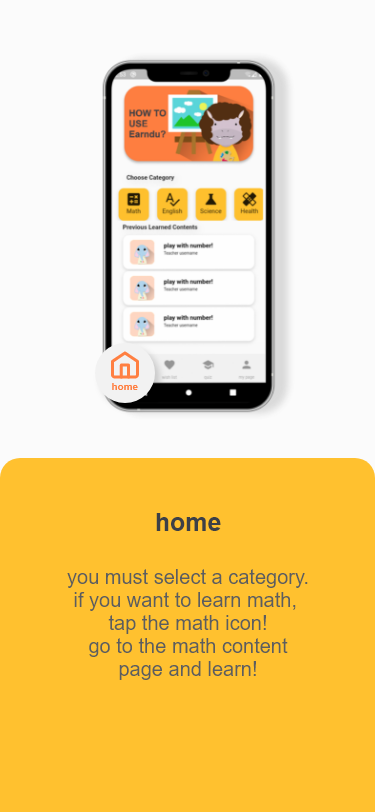 HOW TO
USE
Earndu?
Choose Category
Math English Science Health
Previous Learned Contents
play with number!
Teacher username
play with number!
Teacher username
play with number!
Teacher username
home
my page
home
you must select a category.
if you want to learn math,
tap the math icon!
go to the math content
page and learn!